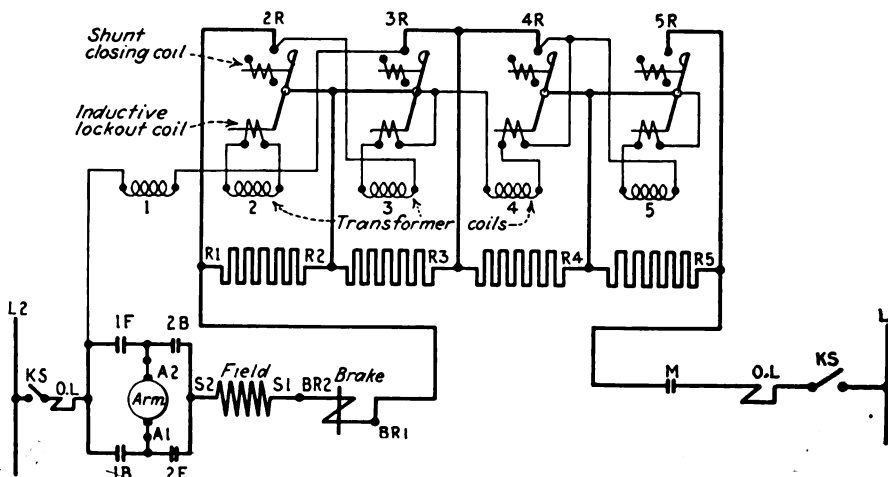 2R 3R 4R 5R
Shunt
closing coil
Inductive
lockout coil
1 2 3 4 5
Transformer coils
R1 R2 R3 R4 R5
L2 1F 2B L
KS O.L A2 Arm A1 S2 Field S1 BR2 Brake BR1 M O.L KS
1B 2F